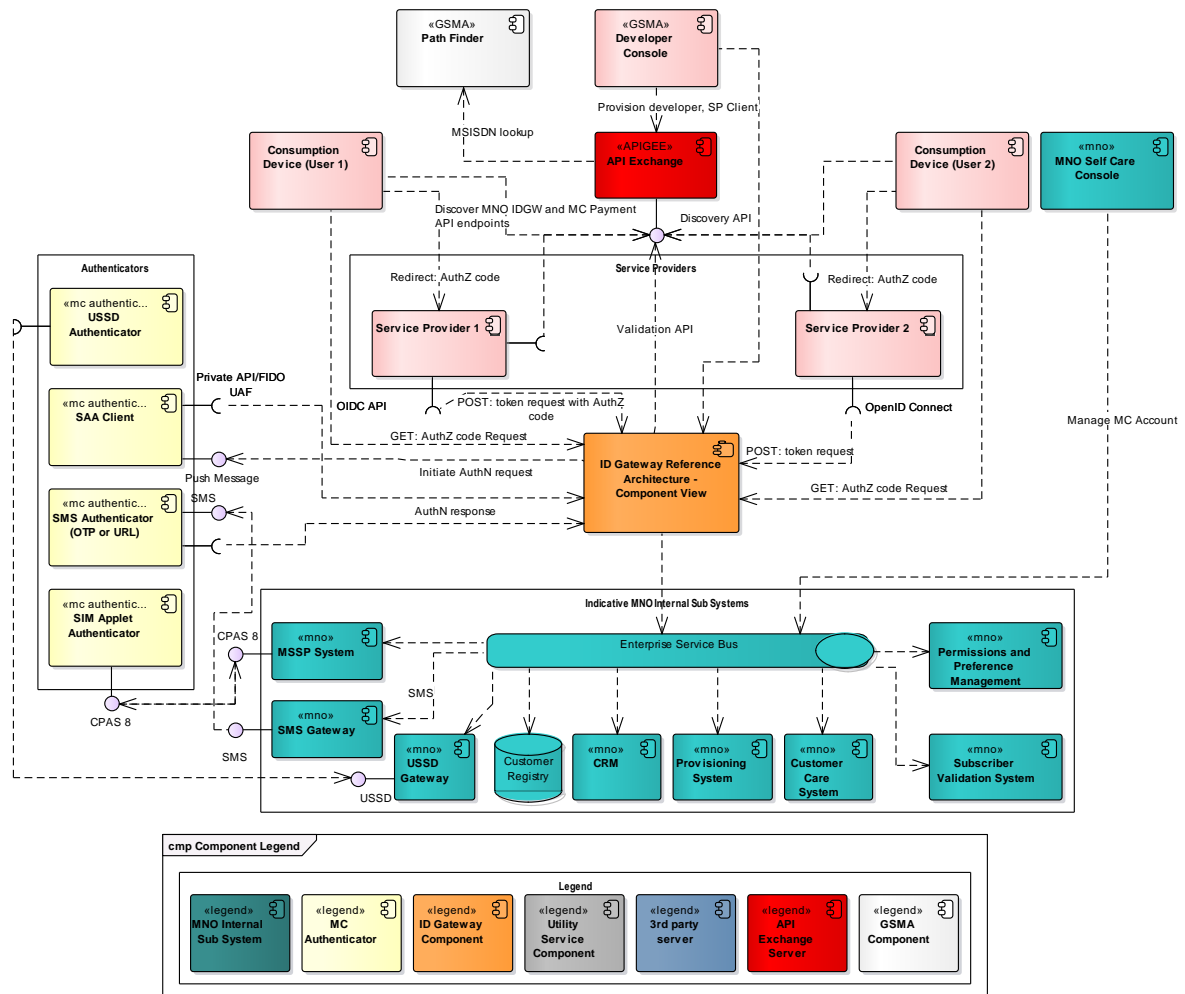 «GSMA»
Path Finder
«GSMA»
Developer
Console
Provision developer, SP Client
MSISDN lookup
Consumption
Device (User 1)
«APIGEE»
API Exchange
Consumption
Device (User 2)
«mno»
MNO Self Care
Console
Discover MNO IDGW and MC Payment
API endpoints
Discovery API
Authenticators
Service Providers
Redirect: AuthZ code
Redirect: AuthZ code
«mc authentic...
USSD
Authenticator
Service Provider 1
Validation API
Service Provider 2
Private API/FIDO
UAF
«mc authentic...
SAA Client
OIDC API
POST: token request with AuthZ
code
OpenID Connect
Manage MC Account
GET: AuthZ code Request
POST: token request
ID Gateway Reference
Architecture -
Component View
Push Message
Initiate AuthN request
GET: AuthZ code Request
SMS
«mc authentic...
SMS Authenticator
(OTP or URL)
AuthN response
«mc authentic...
SIM Applet
Authenticator
Indicative MNO Internal Sub Systems
CPAS 8
«mno»
MSSP System
Enterprise Service Bus
«mno»
Permissions and
Preference
Management
SMS
CPAS 8
«mno»
SMS Gateway
SMS
«mno»
USSD
Gateway
Customer
Registry
«mno»
CRM
«mno»
Provisioning
System
«mno»
Customer
Care
System
«mno»
Subscriber
Validation System
USSD
cmp Component Legend
Legend
«legend»
MNO Internal
Sub System
«legend»
MC
Authenticator
«legend»
ID Gateway
Component
«legend»
Utility
Service
Component
«legend»
3rd party
server
«legend»
API
Exchange
Server
«legend»
GSMA
Component